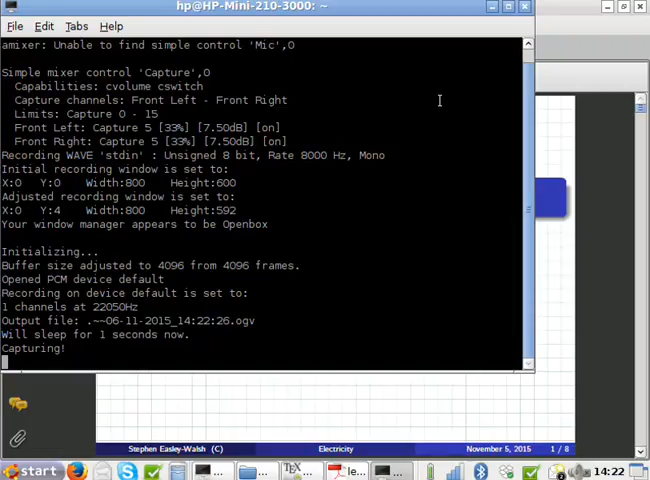 hp@HP-Mini-210-3000: ~
File Edit Tabs Help
amixer: Unable to find simple control 'Mic',0
Simple mixer control 'Capture',0
Capabilities: cvolume cswitch
Capture channels: Front Left - Front Right
Limits: Capture 0 - 15
Front Left: Capture 5 [33%] [7.50dB] [on]
Front Right: Capture 5 [33%] [7.50dB] [on]
Recording WAVE 'stdin' : Unsigned 8 bit, Rate 8000 Hz, Mono
Initial recording window is set to:
X:0 Y:0 Width:800 Height:600
Adjusted recording window is set to:
X:0 Y:4 Width:800 Height:592
Your window manager appears to be Openbox
Initializing...
Buffer size adjusted to 4096 from 4096 frames.
Opened PCM device default
Recording on device default is set to:
1 channels at 22050Hz
Output file: .~~06-11-2015_14:22:26.ogv
Will sleep for 1 seconds now.
Capturing!
Stephen Easley-Walsh (C) Electricity November 5, 2015 1 / 8
start ... ... TEX ... le... ... 14:22